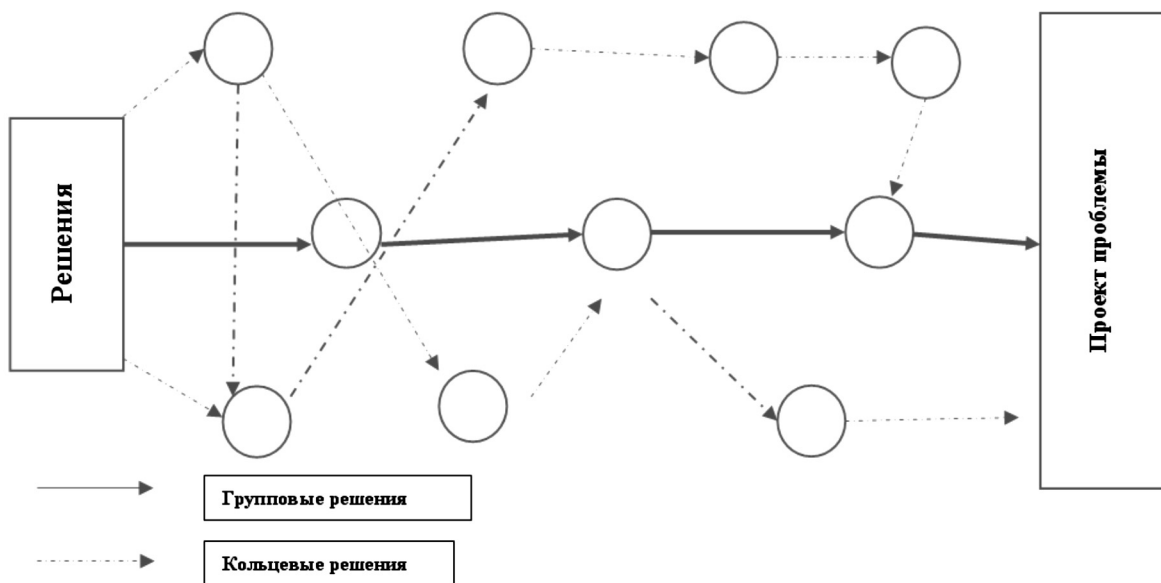 Решения
Проект проблемы
Групповые решения
Кольцевые решения